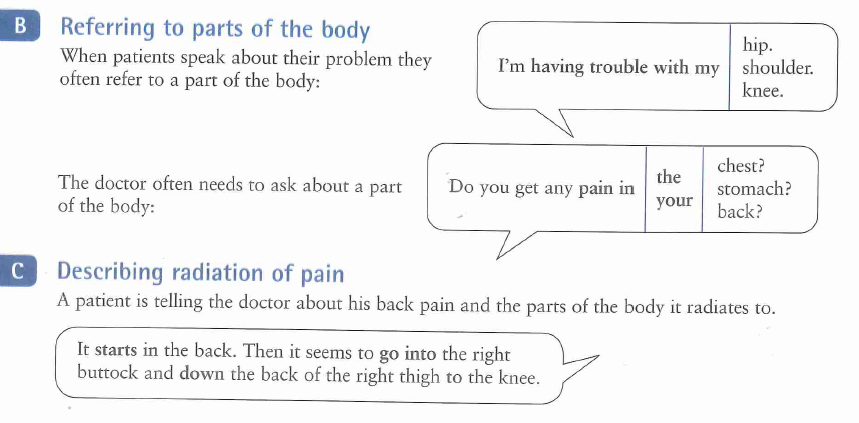 B Referring to parts of the body
When patients speak about their problem they
often refer to a part of the body:
I'm having trouble with my
hip.
shoulder.
knee.
The doctor often needs to ask about a part
of the body:
Do you get any pain in
the
your
chest?
stomach?
back?
C Describing radiation of pain
A patient is telling the doctor about his back pain and the parts of the body it radiates to.
It starts in the back. Then it seems to go into the right
buttock and down the back of the right thigh to the knee.